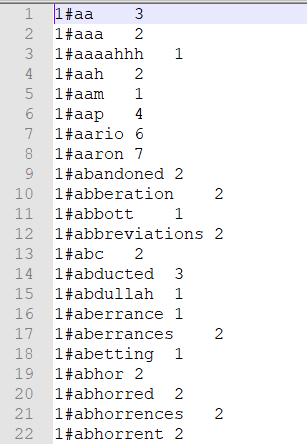 1 1#aa 3
2 1#aaa 2
3 1#aaaahhh 1
4 1#aah 2
5 1#aam 1
6 1#aap 4
7 1#aario 6
8 1#aaron 7
9 1#abandoned 2
10 1#abberation 2
11 1#abbott 1
12 1#abbreviations 2
13 1#abc 2
14 1#abducted 3
15 1#abdullah 1
16 1#aberrance 1
17 1#aberrances 2
18 1#abetting 1
19 1#abhor 2
20 1#abhorred 2
21 1#abhorrences 2
22 1#abhorrent 2